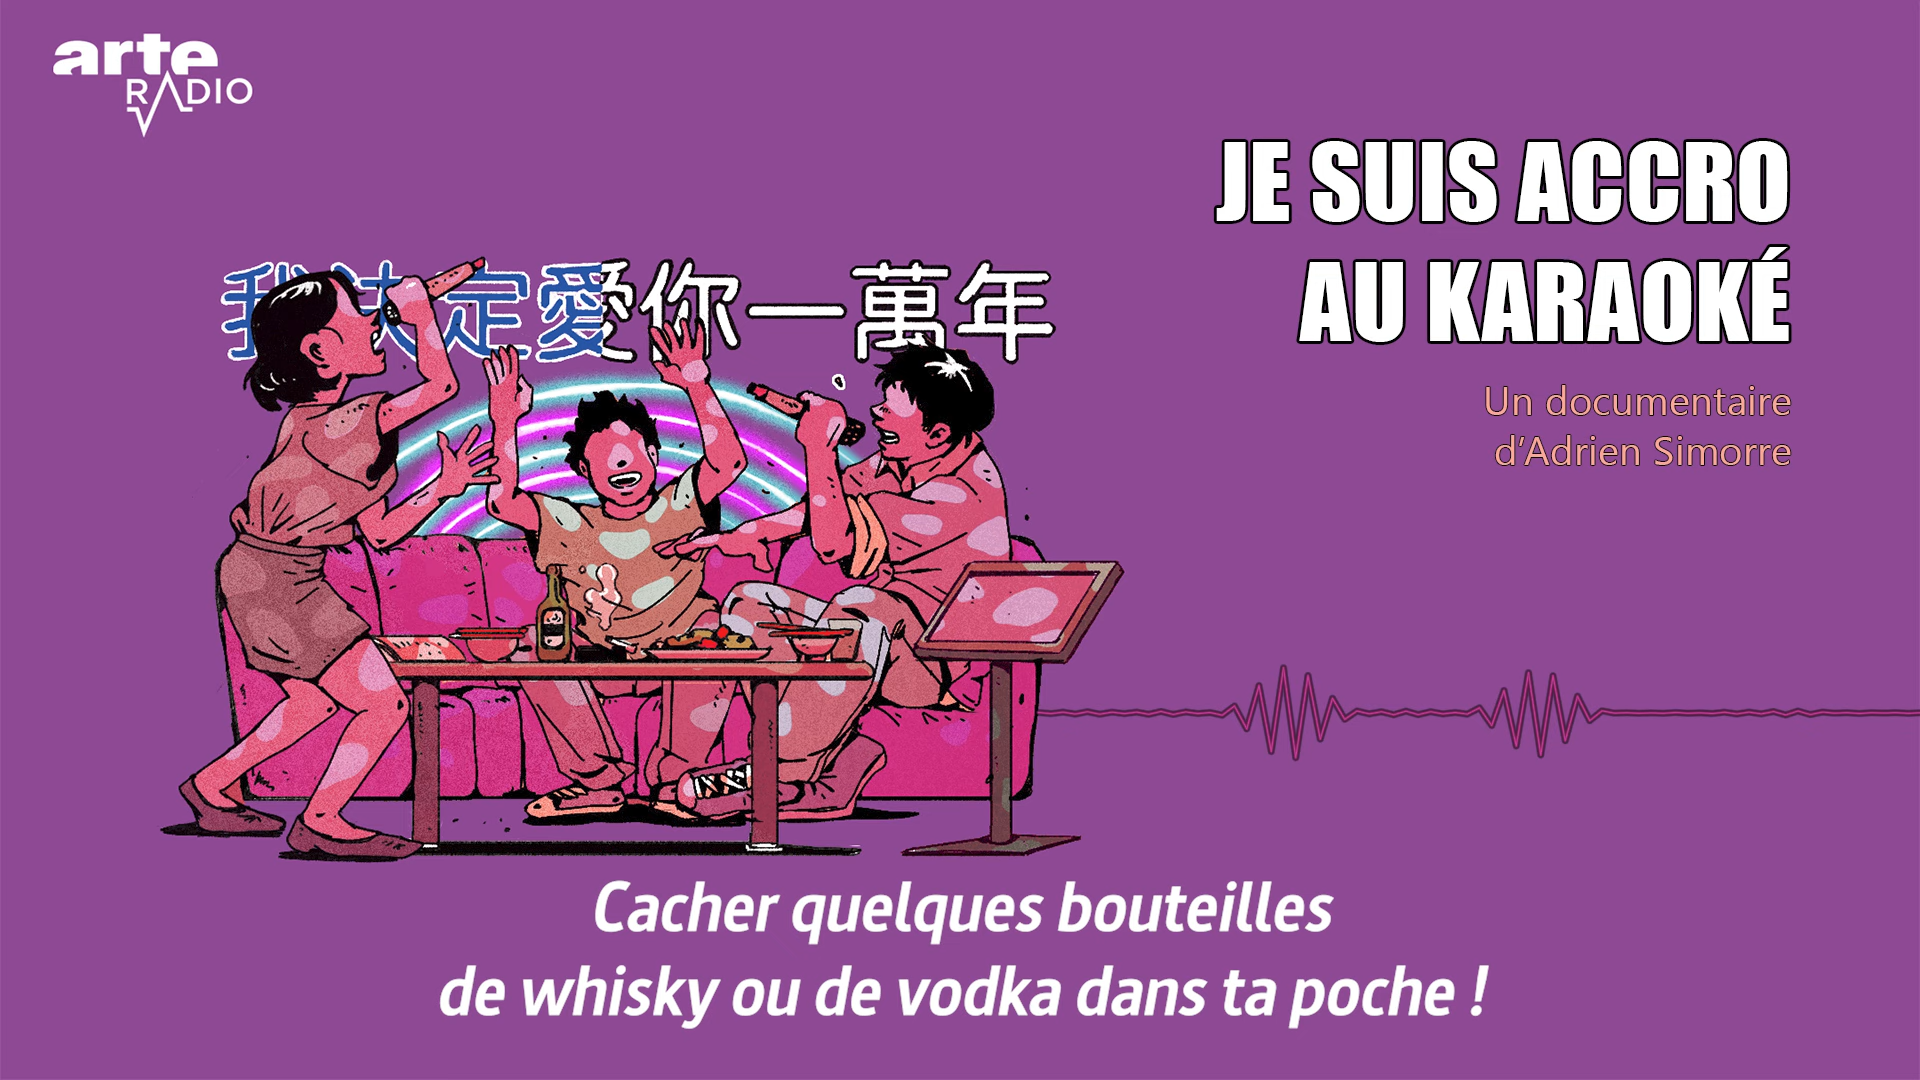 arte
RADIO
JE SUIS ACCRO
AU KARAOKÉ
Un documentaire
d'Adrien Simorre
我決定愛你一萬年
Cacher quelques bouteilles
de whisky ou de vodka dans ta poche !